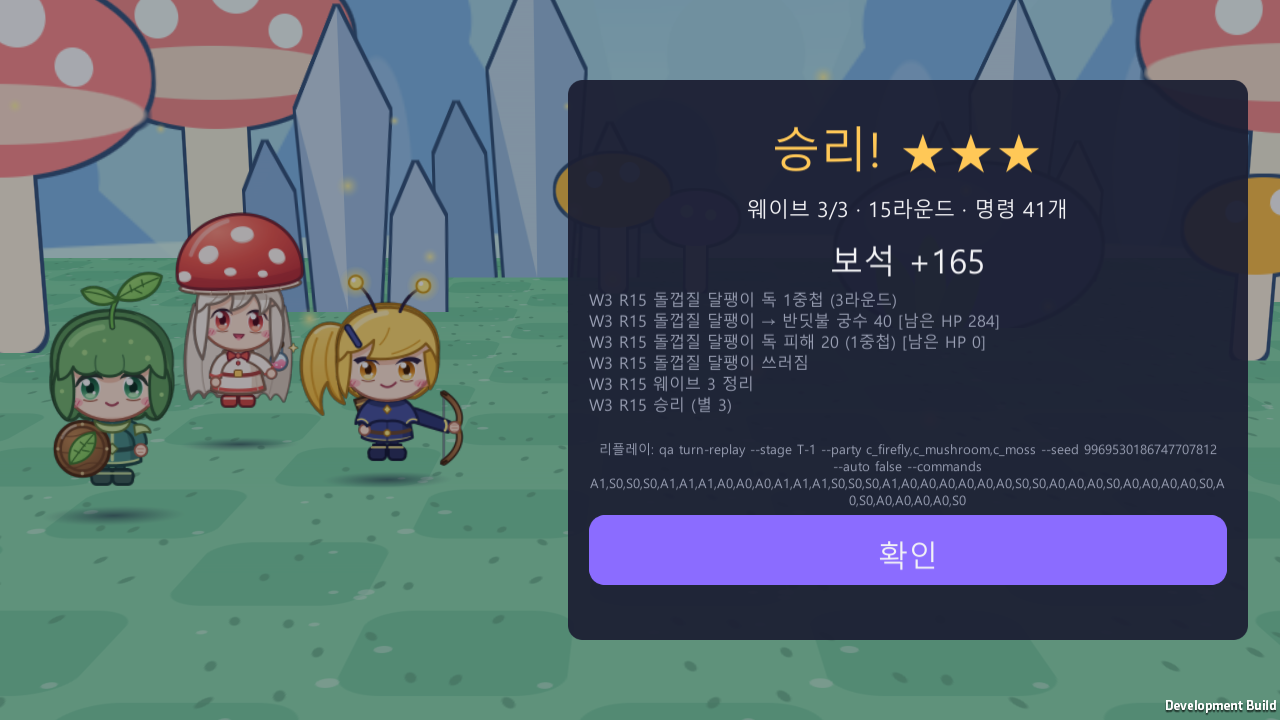 승리! ★★★
웨이브 3/3 · 15라운드 · 명령 41개
보석 +165
W3 R15 돌껍질 달팽이 독 1중첩 (3라운드)
W3 R15 돌껍질 달팽이 → 반딧불 궁수 40 [남은 HP 284]
W3 R15 돌껍질 달팽이 독 피해 20 (1중첩) [남은 HP 0]
W3 R15 돌껍질 달팽이 쓰러짐
W3 R15 웨이브 3 정리
W3 R15 승리 (별 3)
리플레이: qa turn-replay --stage T-1 --party c_firefly,c_mushroom,c_moss --seed 9969530186747707812
--auto false --commands
A1,S0,S0,S0,A1,A1,A1,A0,A0,A0,A1,A1,A1,S0,S0,S0,A1,A0,A0,A0,A0,A0,A0,S0,S0,A0,A0,A0,S0,A0,A0,A0,A0,S0,A
0,S0,A0,A0,A0,A0,S0
확인
Development Build